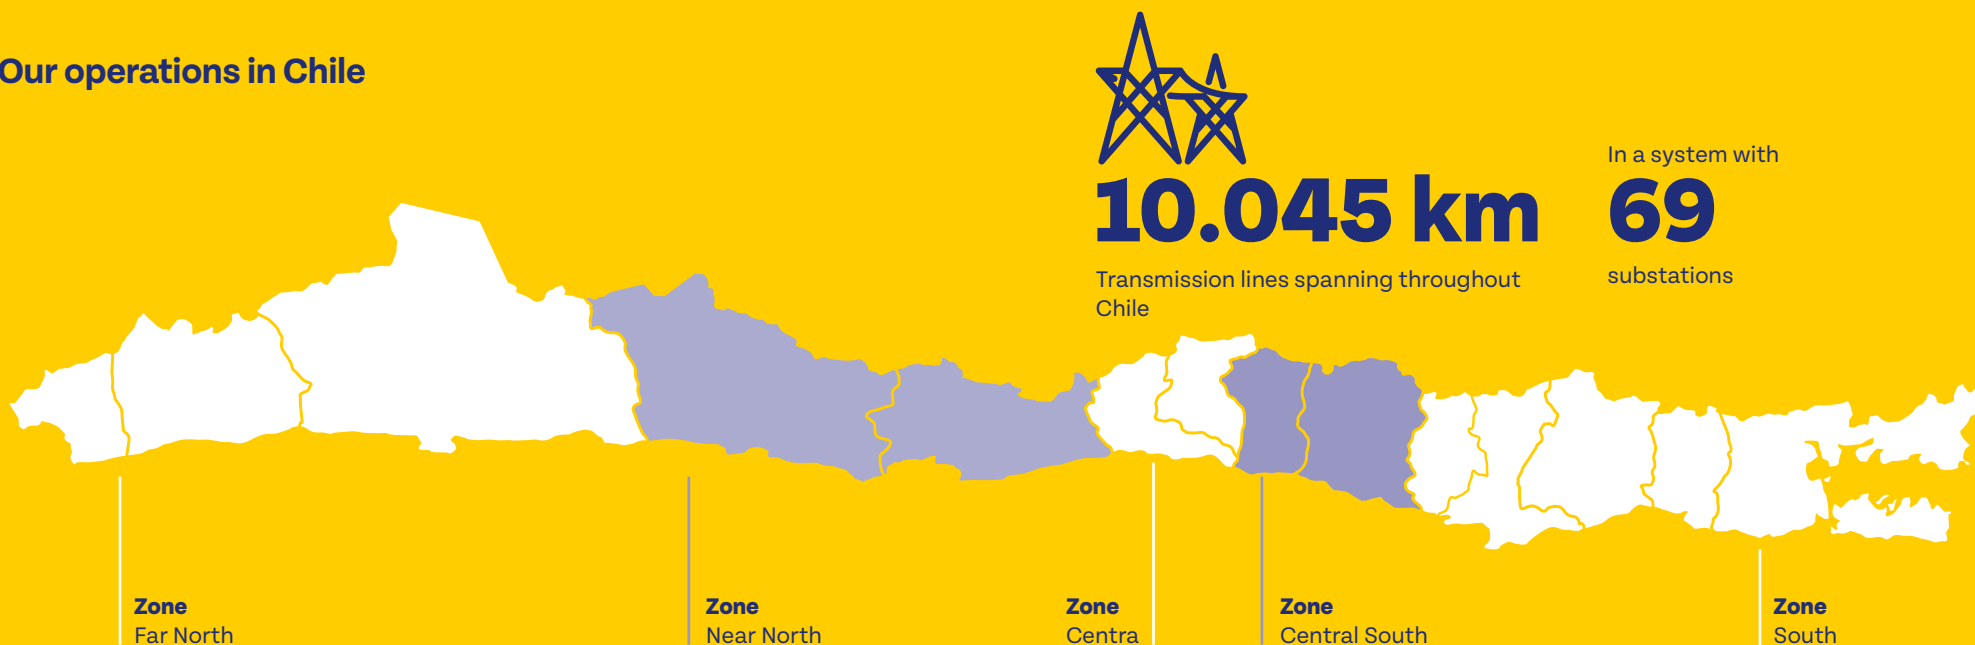 Our operations in Chile
10.045 km
Transmission lines spanning throughout
Chile
In a system with
69
substations
Zone
Far North
Zone
Near North
Zone
Centra
Zone
Central South
Zone
South